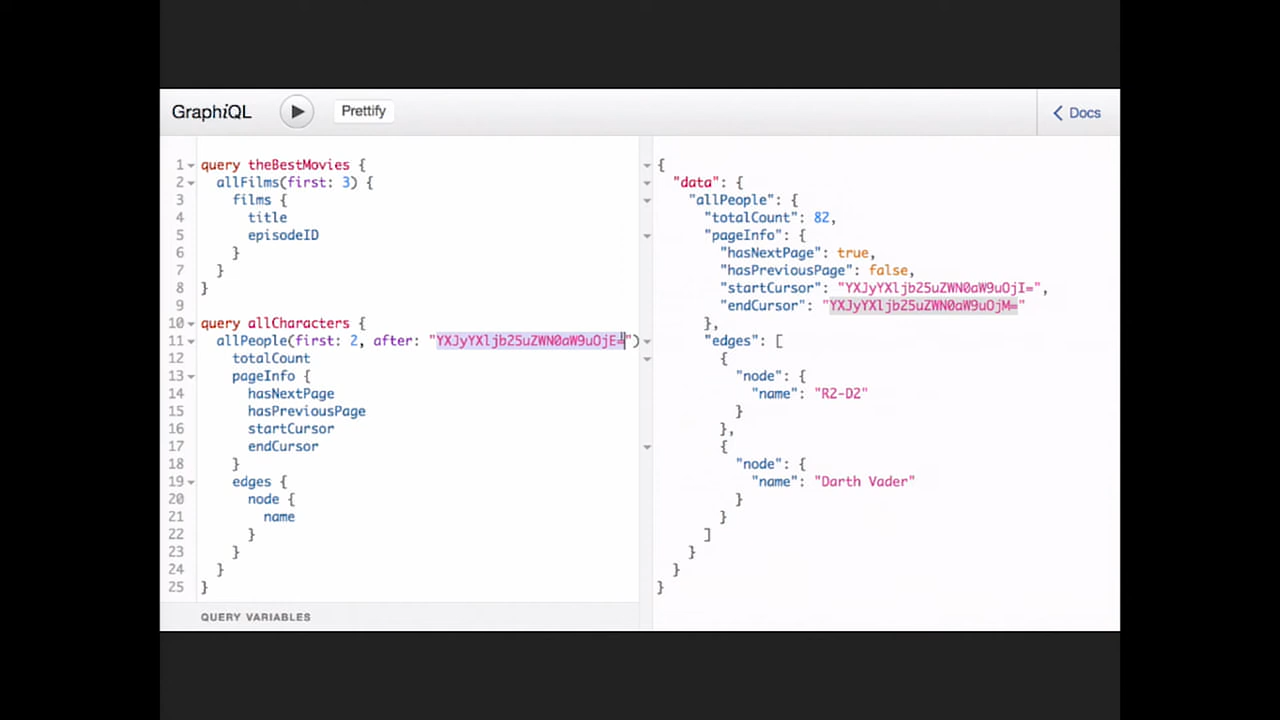 GraphiQL
Prettify
Docs
1 query theBestMovies {
2 allFilms(first: 3) {
3 films {
4 title
5 episodeID
6 }
7 }
8 }
9
10 query allCharacters {
11 allPeople(first: 2, after: "YXJyYXljb25uZWN0aW9uOjE=")
12 totalCount
13 pageInfo {
14 hasNextPage
15 hasPreviousPage
16 startCursor
17 endCursor
18 }
19 edges {
20 node {
21 name
22 }
23 }
24 }
25 }
QUERY VARIABLES
{
"data": {
"allPeople": {
"totalCount": 82,
"pageInfo": {
"hasNextPage": true,
"hasPreviousPage": false,
"startCursor": "YXJyYXljb25uZWN0aW9uOjI=",
"endCursor": "YXJyYXljb25uZWN0aW9uOjM="
},
"edges": [
{
"node": {
"name": "R2-D2"
}
},
{
"node": {
"name": "Darth Vader"
}
}
]
}
}
}